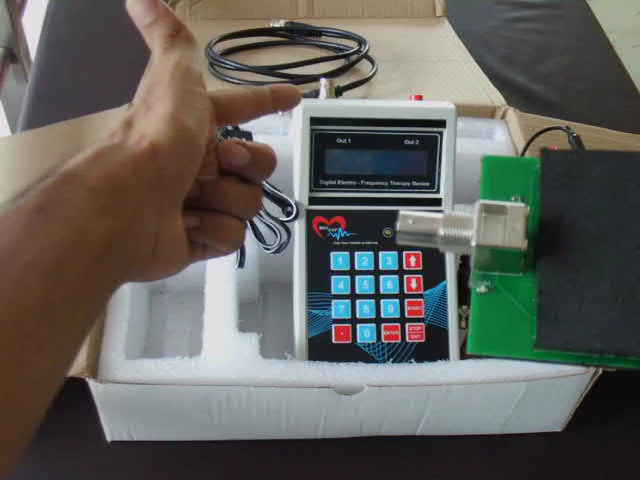 Out 1
Out 2
Digital Electro - Frequency Therapy Device
1 2 3
4 5 6
7 8 9 START
0 ENTER STOP